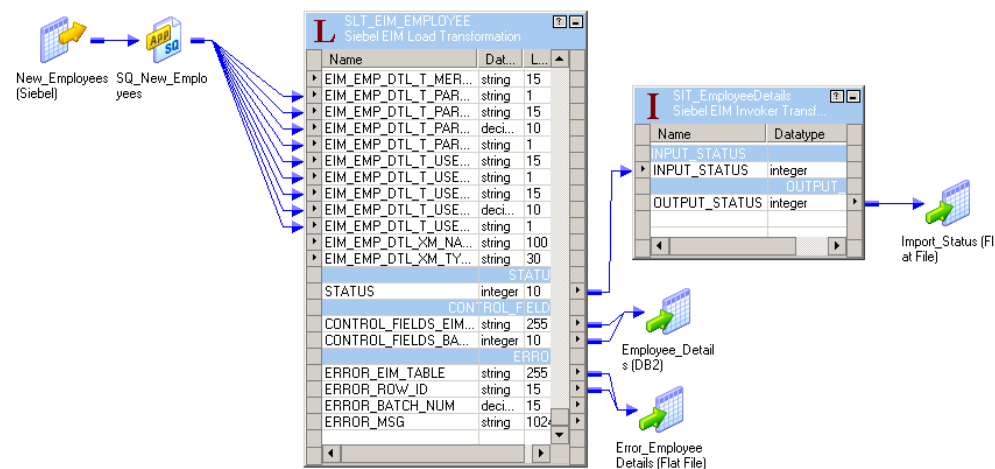 New_Employees
(Siebel)
APP
SQ
SQ_New_Emplo
yees
L
SLT_EIM_EMPLOYEE
Siebel EIM Load Transformation
?
Name Dat... L...
EIM_EMP_DTL_T_MER... string 15
EIM_EMP_DTL_T_PAR... string 1
EIM_EMP_DTL_T_PAR... string 15
EIM_EMP_DTL_T_PAR... deci... 10
EIM_EMP_DTL_T_PAR... string 1
EIM_EMP_DTL_T_USE... string 15
EIM_EMP_DTL_T_USE... string 1
EIM_EMP_DTL_T_USE... string 15
EIM_EMP_DTL_T_USE... deci... 10
EIM_EMP_DTL_T_USE... string 1
EIM_EMP_DTL_XM_NA... string 100
EIM_EMP_DTL_XM_TY... string 30
STATU
STATUS integer 10
CONTROL_FIELD
CONTROL_FIELDS_EIM... string 255
CONTROL_FIELDS_BA... integer 10
ERRO
ERROR_EIM_TABLE string 255
ERROR_ROW_ID string 15
ERROR_BATCH_NUM deci... 15
ERROR_MSG string 1024
I
SIT_EmployeeDetails
Siebel EIM Invoker Transf...
?
Name Datatype
INPUT_STATUS
INPUT_STATUS integer
OUTPUT_
OUTPUT_STATUS integer
Import_Status (Fl
at File)
Employee_Detail
s (DB2)
Error_Employee
Details (Flat File)